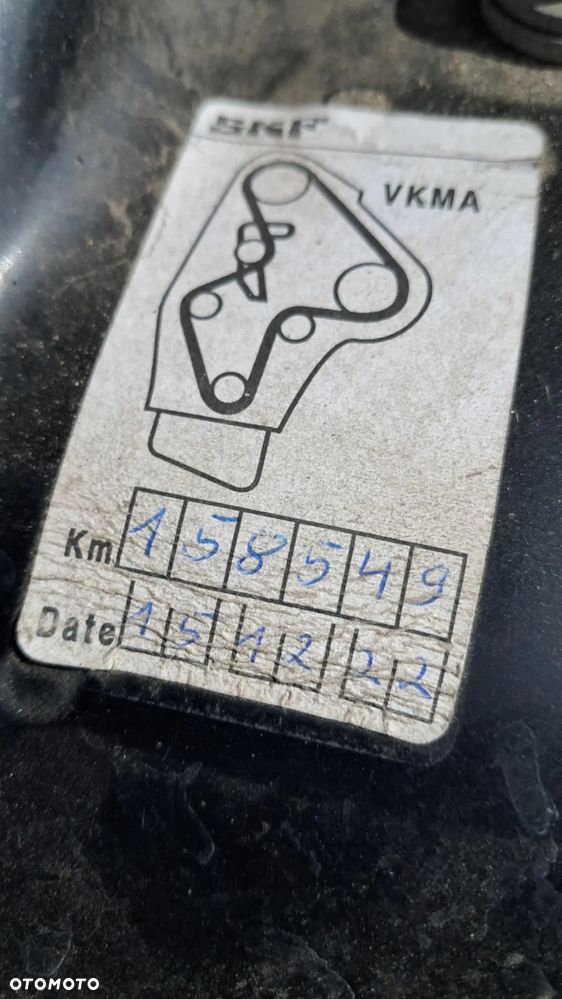 SKF
VKMA
Km 158549
Date 15 12 22
OTOMOTO